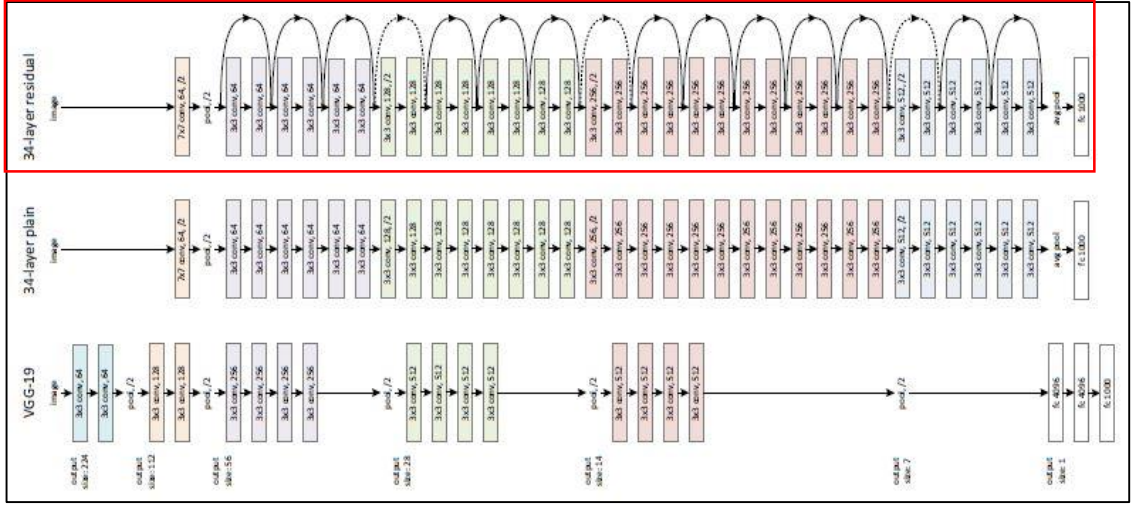 34-layer residual
image
7x7 conv, 64, /2
pool, /2
3x3 conv, 64
3x3 conv, 64
3x3 conv, 64
3x3 conv, 64
3x3 conv, 64
3x3 conv, 64
3x3 conv, 128, /2
3x3 conv, 128
3x3 conv, 128
3x3 conv, 128
3x3 conv, 128
3x3 conv, 128
3x3 conv, 128
3x3 conv, 128
3x3 conv, 256, /2
3x3 conv, 256
3x3 conv, 256
3x3 conv, 256
3x3 conv, 256
3x3 conv, 256
3x3 conv, 256
3x3 conv, 256
3x3 conv, 256
3x3 conv, 256
3x3 conv, 256
3x3 conv, 256
3x3 conv, 512, /2
3x3 conv, 512
3x3 conv, 512
3x3 conv, 512
3x3 conv, 512
3x3 conv, 512
avg pool
fc 1000
34-layer plain
image
7x7 conv, 64, /2
pool, /2
3x3 conv, 64
3x3 conv, 64
3x3 conv, 64
3x3 conv, 64
3x3 conv, 64
3x3 conv, 64
3x3 conv, 128, /2
3x3 conv, 128
3x3 conv, 128
3x3 conv, 128
3x3 conv, 128
3x3 conv, 128
3x3 conv, 128
3x3 conv, 128
3x3 conv, 256, /2
3x3 conv, 256
3x3 conv, 256
3x3 conv, 256
3x3 conv, 256
3x3 conv, 256
3x3 conv, 256
3x3 conv, 256
3x3 conv, 256
3x3 conv, 256
3x3 conv, 256
3x3 conv, 256
3x3 conv, 512, /2
3x3 conv, 512
3x3 conv, 512
3x3 conv, 512
3x3 conv, 512
3x3 conv, 512
avg pool
fc 1000
VGG-19
image
3x3 conv, 64
3x3 conv, 64
pool, /2
3x3 conv, 128
3x3 conv, 128
pool, /2
3x3 conv, 256
3x3 conv, 256
3x3 conv, 256
3x3 conv, 256
pool, /2
3x3 conv, 512
3x3 conv, 512
3x3 conv, 512
3x3 conv, 512
pool, /2
3x3 conv, 512
3x3 conv, 512
3x3 conv, 512
3x3 conv, 512
pool, /2
fc 4096
fc 4096
fc 1000
output
size: 224
output
size: 112
output
size: 56
output
size: 28
output
size: 14
output
size: 7
output
size: 1